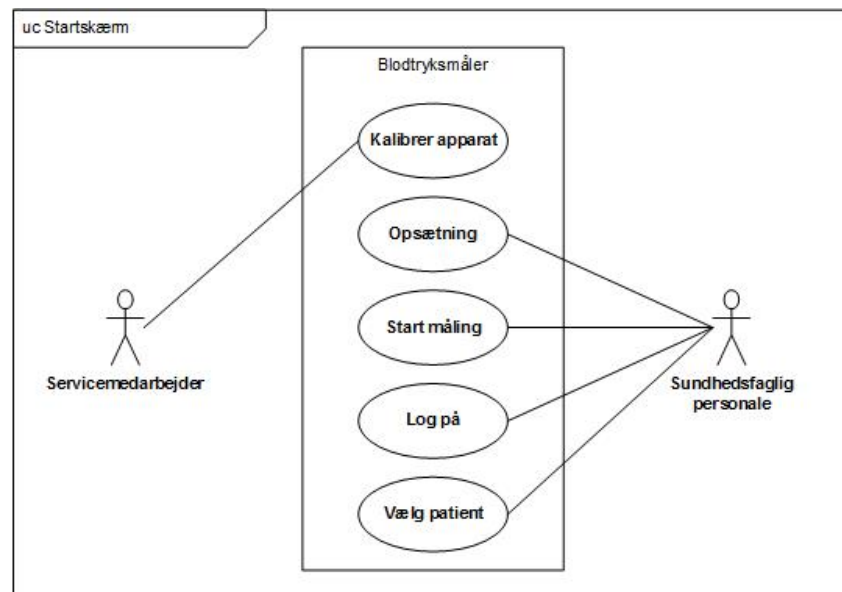 uc Startskærm
Blodtryksmåler
Kalibrer apparat
Opsætning
Start måling
Servicemedarbejder
Sundhedsfaglig
personale
Log på
Vælg patient